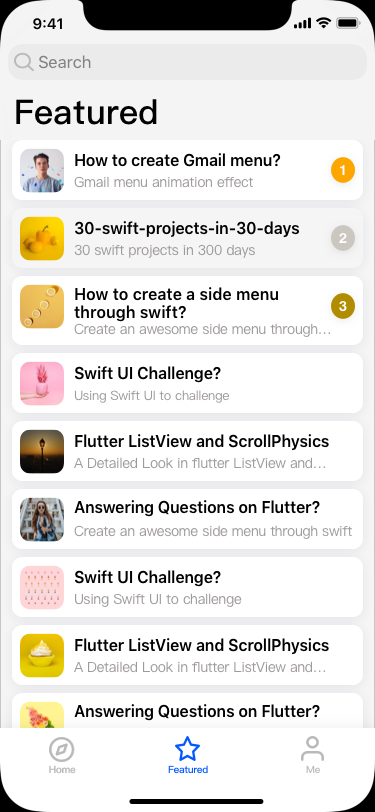 9:41
Search
Featured
How to create Gmail menu?
Gmail menu animation effect
1
30-swift-projects-in-30-days
30 swift projects in 300 days
2
How to create a side menu
through swift?
Create an awesome side menu through...
3
Swift UI Challenge?
Using Swift UI to challenge
Flutter ListView and ScrollPhysics
A Detailed Look in flutter ListView and...
Answering Questions on Flutter?
Create an awesome side menu through swift
Swift UI Challenge?
Using Swift UI to challenge
Flutter ListView and ScrollPhysics
A Detailed Look in flutter ListView and...
Answering Questions on Flutter?
Home
Featured
Me